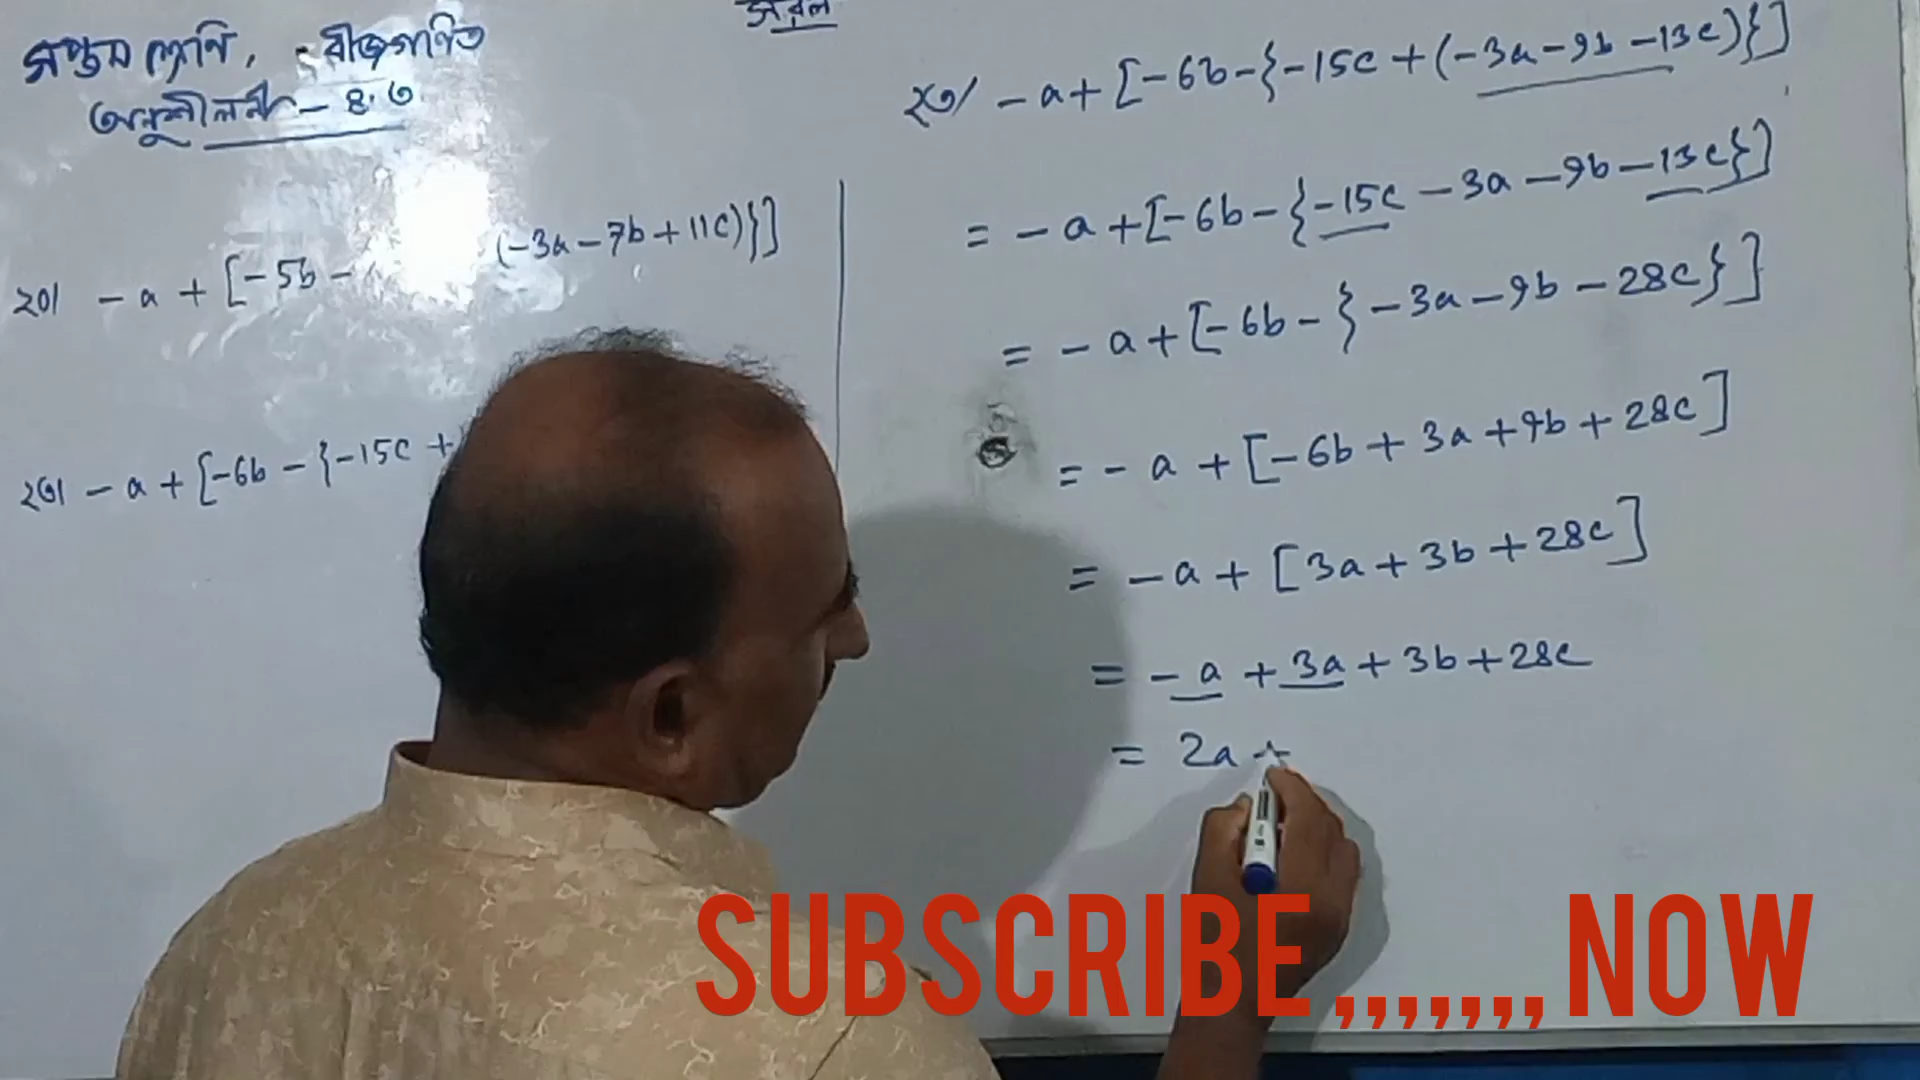 সপ্তম শ্রেণি, বীজগণিত
অনুশীলনী - ৪.৩
২০। - a + [-5b - (-3a - 7b + 11c)}]
২৩। - a + [-6b - {-15c +
সরল
২৩। - a + [-6b - {-15c + (-3a - 9b - 13c)}]
= - a + [-6b - {-15c - 3a - 9b - 13c}]
= - a + [-6b - { - 3a - 9b - 28c}]
= - a + [-6b + 3a + 9b + 28c]
= - a + [3a + 3b + 28c]
= - a + 3a + 3b + 28c
= 2a +
SUBSCRIBE,,,,,,, NOW